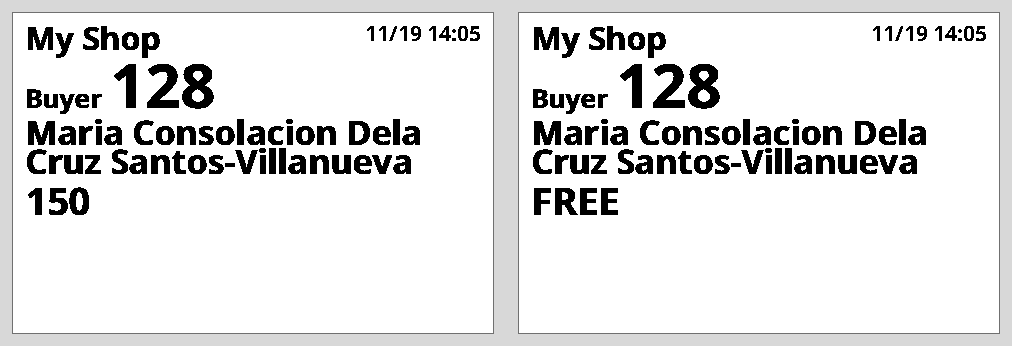 My Shop 11/19 14:05
Buyer 128
Maria Consolacion Dela
Cruz Santos-Villanueva
150
My Shop 11/19 14:05
Buyer 128
Maria Consolacion Dela
Cruz Santos-Villanueva
FREE